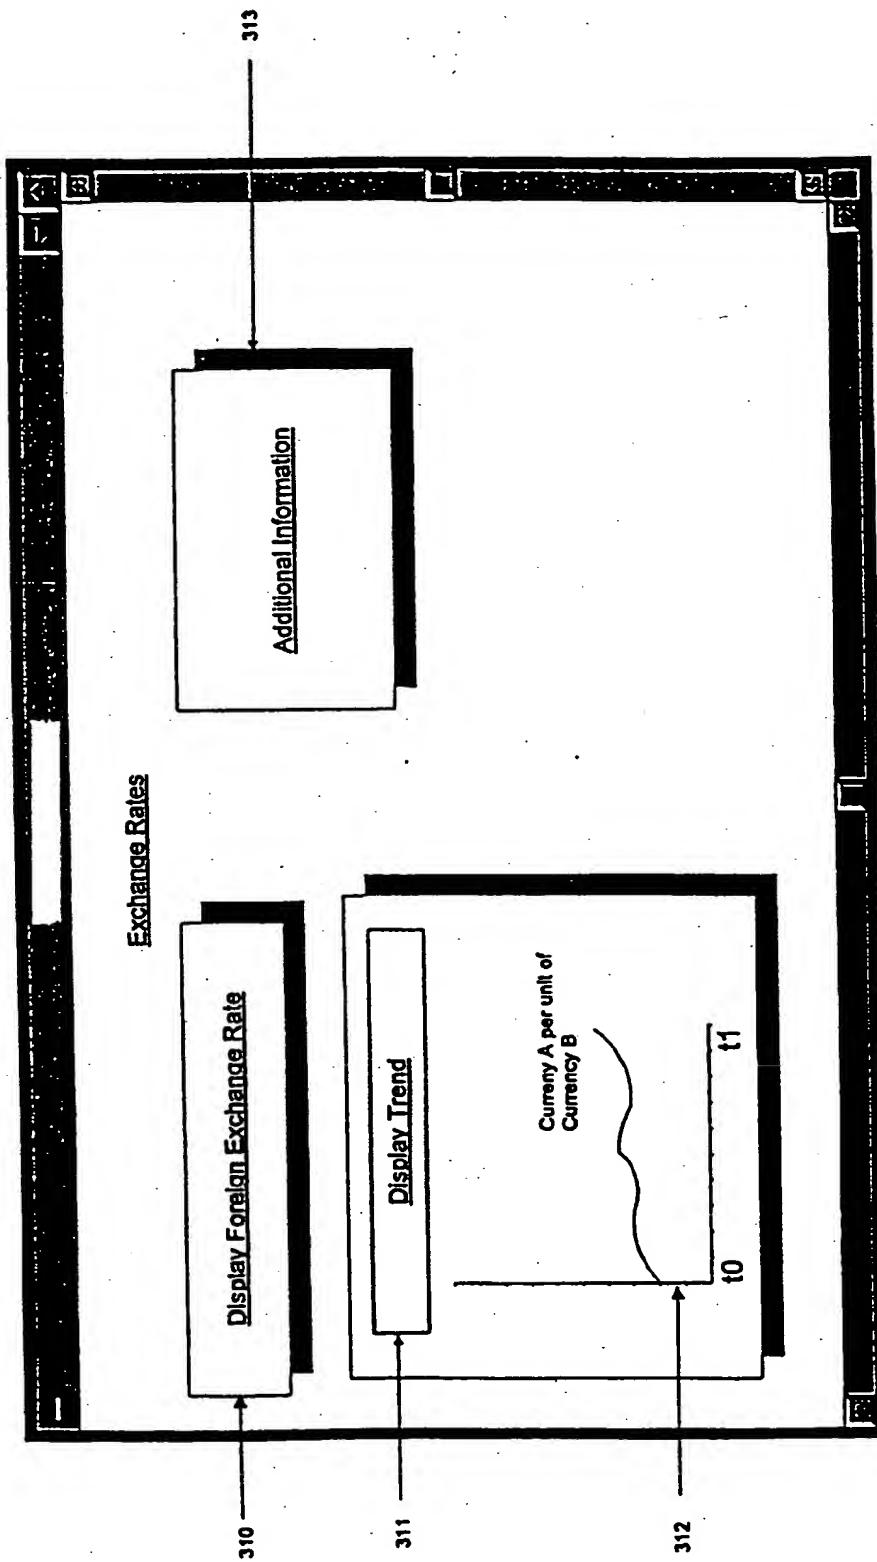 Exchange Rates
310
Display Foreign Exchange Rate
Additional Information
313
311
Display Trend
Curreny A per unit of
Currency B
312
t0
t1